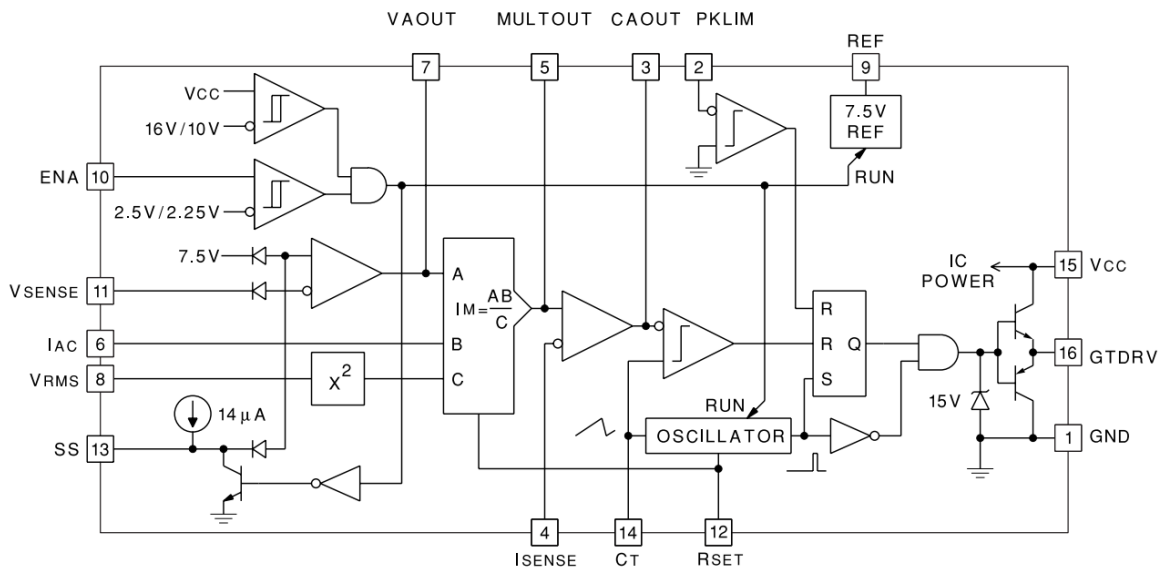 VAOUT MULTOUT CAOUT PKLIM
REF
7 5 3 2 9
VCC
16V/10V
7.5V
REF
ENA 10
RUN
2.5V/2.25V
7.5V
VSENSE 11
A
IM= AB/C
IC
POWER
15 VCC
R
IAC 6
B
R Q
16 GTDRV
VRMS 8
X2
C
S
14 µA
RUN
15V
SS 13
OSCILLATOR
1 GND
4 14 12
ISENSE CT RSET